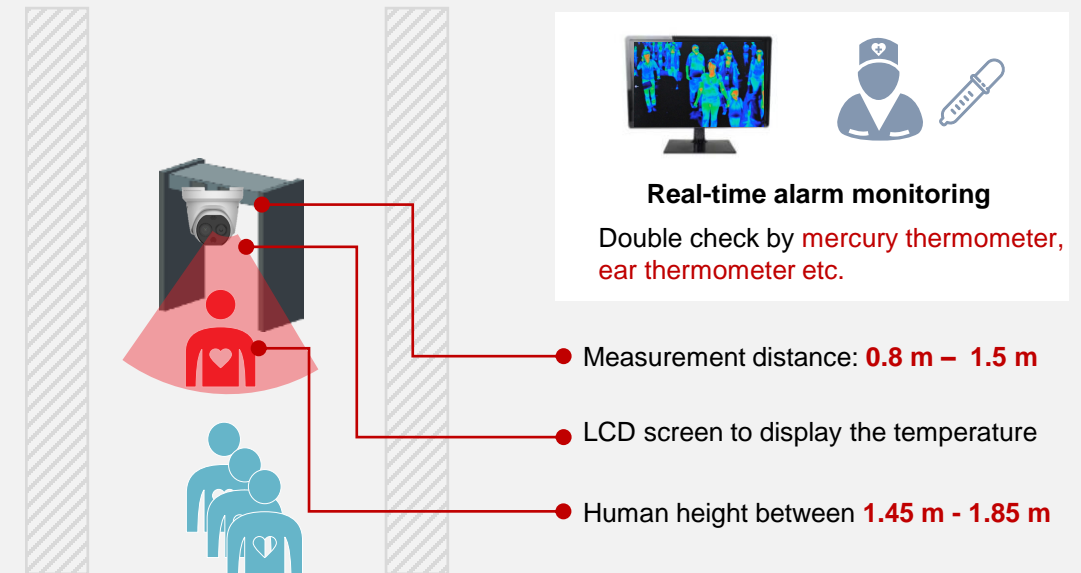 Real-time alarm monitoring
Double check by mercury thermometer,
ear thermometer etc.
Measurement distance: 0.8 m – 1.5 m
LCD screen to display the temperature
Human height between 1.45 m - 1.85 m